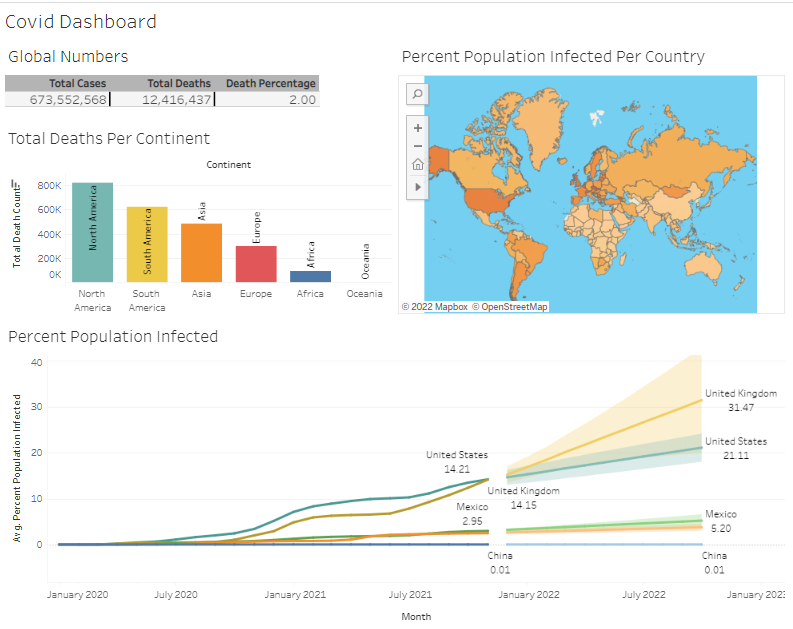 Covid Dashboard
Global Numbers
Total Cases Total Deaths Death Percentage
673,552,568 12,416,437 2.00
Total Deaths Per Continent
Continent
Total Death Count
800K
600K
400K
200K
0K
North America
South America
Asia
Europe
Africa
Oceania
North America
South America
Asia
Europe
Africa
Oceania
Percent Population Infected Per Country
© 2022 Mapbox © OpenStreetMap
Percent Population Infected
Avg. Percent Population Infected
40
30
20
10
0
United States
14.21
United Kingdom
14.15
Mexico
2.95
China
0.01
United Kingdom
31.47
United States
21.11
Mexico
5.20
China
0.01
January 2020 July 2020 January 2021 July 2021 January 2022 July 2022 January 2023
Month